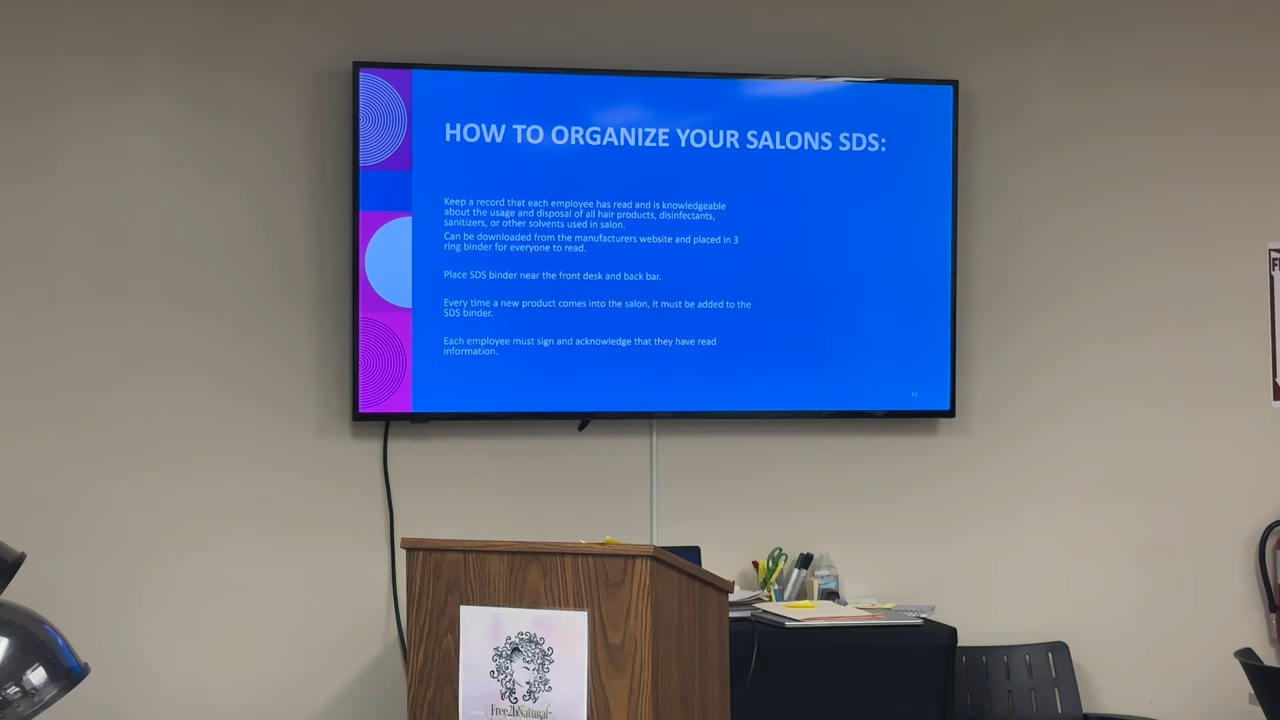 HOW TO ORGANIZE YOUR SALONS SDS:
Keep a record that each employee has read and is knowledgeable
about the usage and disposal of all hair products, disinfectants,
sanitizers, or other solvents used in salon.
Can be downloaded from the manufacturers website and placed in 3
ring binder for everyone to read.
Place SDS binder near the front desk and back bar.
Every time a new product comes into the salon, it must be added to the
SDS binder.
Each employee must sign and acknowledge that they have read
information.
Free2bNatural